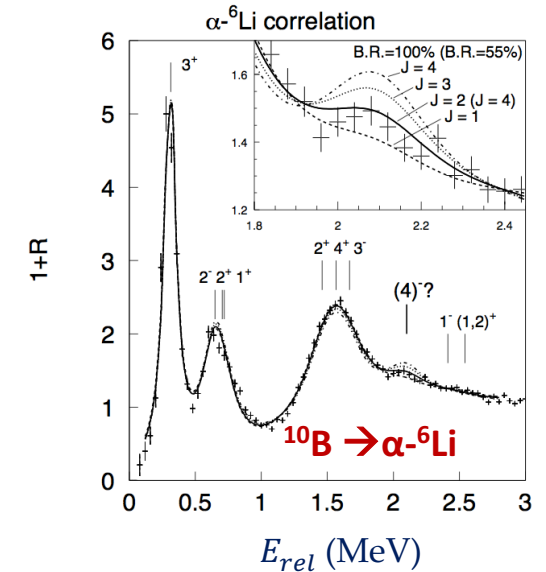 α-⁶Li correlation
6
5
4
3
2
1
0
1+R
3⁺
2⁻ 2⁺ 1⁺
2⁺ 4⁺ 3⁻
(4)⁻?
1⁻ (1,2)⁺
B.R.=100% (B.R.=55%)
J = 4
J = 3
J = 2 (J = 4)
J = 1
1.6
1.4
1.2
1.8 2 2.2 2.4
¹⁰B →α-⁶Li
0 0.5 1 1.5 2 2.5 3
E_rel (MeV)